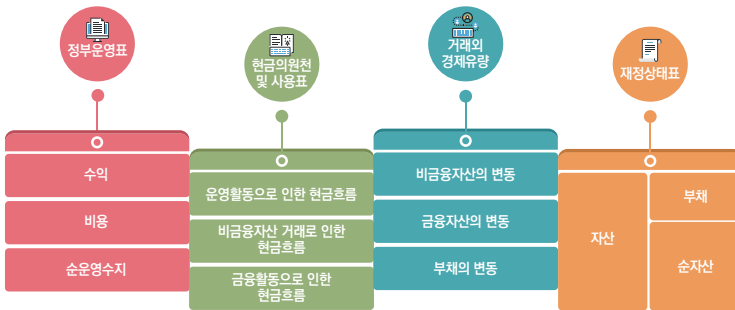 정부운영표
수익
비용
순운영수지
현금의원천
및 사용표
운영활동으로 인한 현금흐름
비금융자산 거래로 인한
현금흐름
금융활동으로 인한
현금흐름
거래외
경제유량
비금융자산의 변동
금융자산의 변동
부채의 변동
재정상태표
자산
부채
순자산